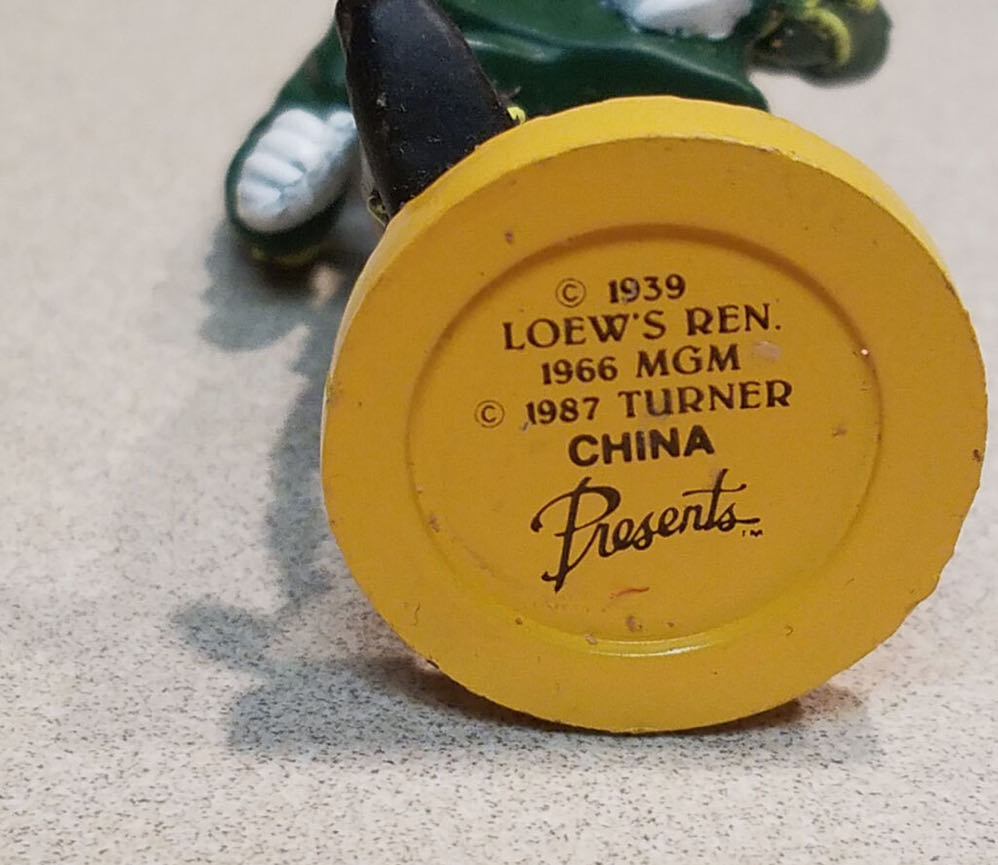 © 1939
LOEW'S REN.
1966 MGM
© 1987 TURNER
CHINA
Presents™